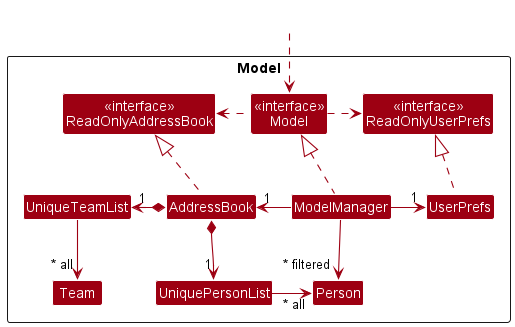 Model
«interface»
ReadOnlyAddressBook
«interface»
Model
«interface»
ReadOnlyUserPrefs
UniqueTeamList
1
AddressBook
1
ModelManager
1
UserPrefs
* all
1
* filtered
Team
UniquePersonList
* all
Person